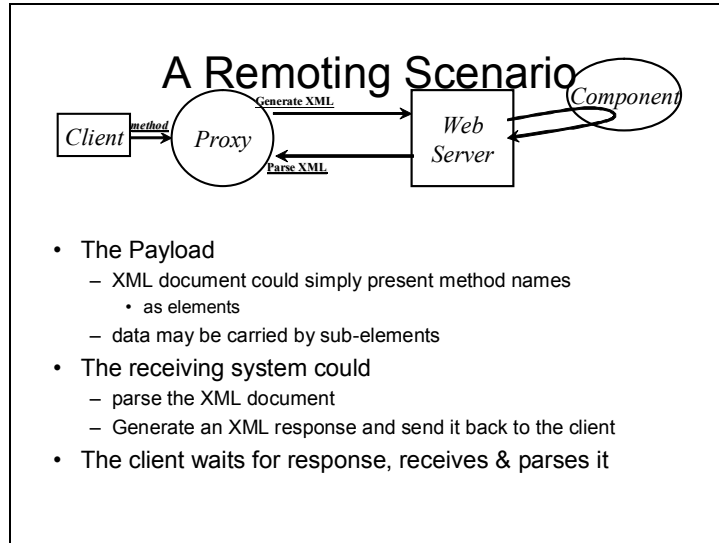 A Remoting Scenario
Generate XML
Component
method
Client
Proxy
Web
Server
Parse XML
• The Payload
– XML document could simply present method names
• as elements
– data may be carried by sub-elements
• The receiving system could
– parse the XML document
– Generate an XML response and send it back to the client
• The client waits for response, receives & parses it